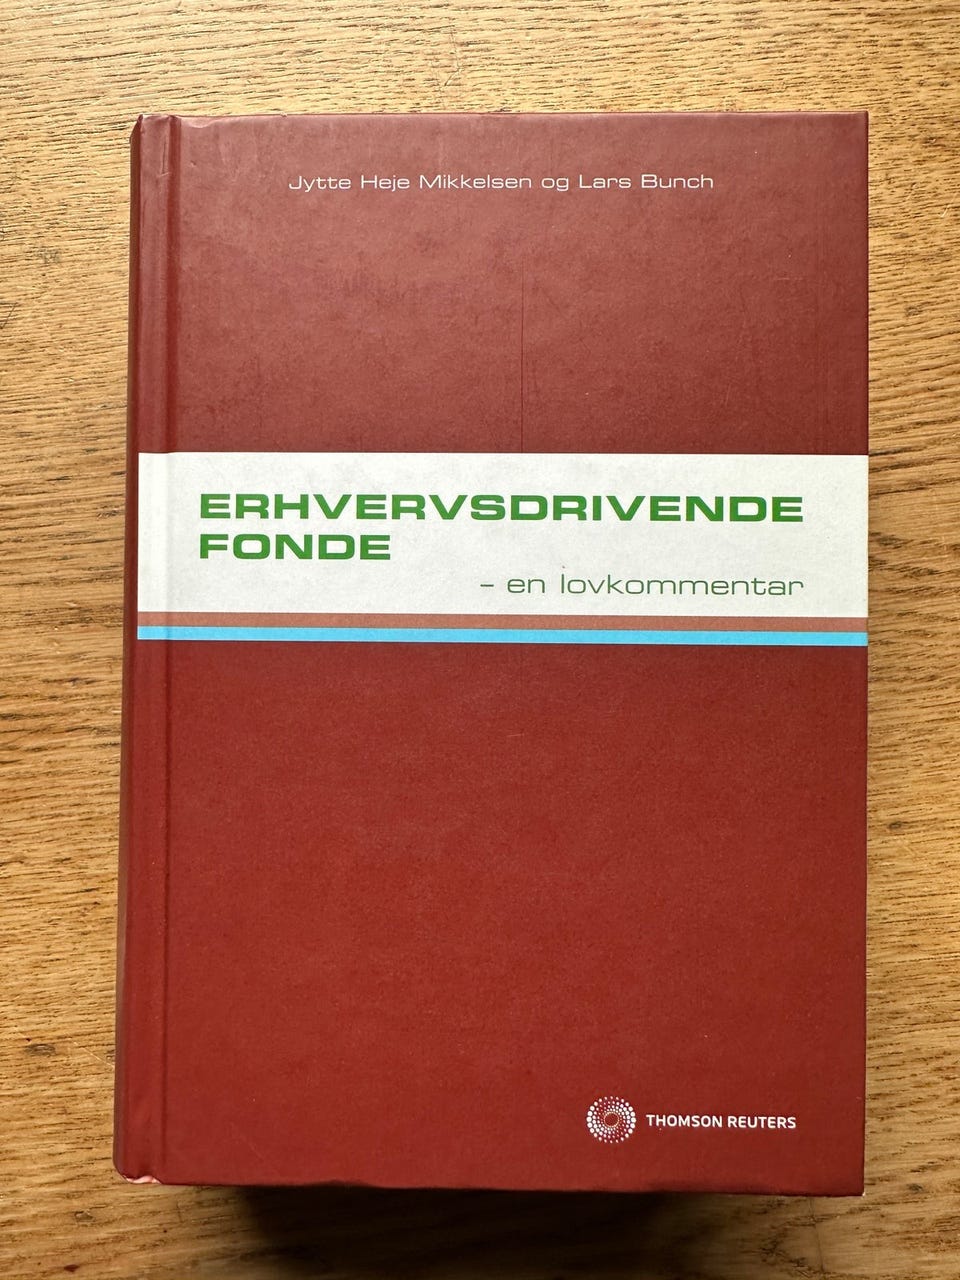 Jytte Heje Mikkelsen og Lars Bunch
ERHVERVSDRIVENDE
FONDE
– en lovkommentar
THOMSON REUTERS